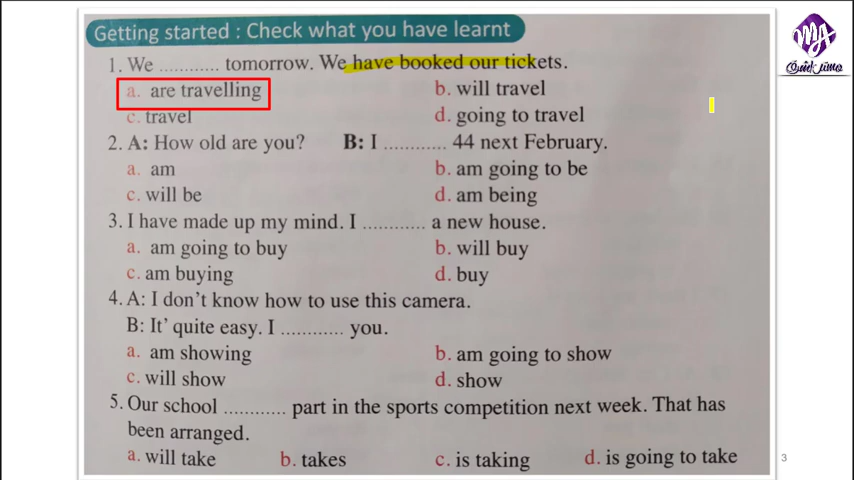 Getting started : Check what you have learnt
1. We ............ tomorrow. We have booked our tickets.
a. are travelling b. will travel
c. travel d. going to travel
2. A: How old are you? B: I ............ 44 next February.
a. am b. am going to be
c. will be d. am being
3. I have made up my mind. I ............ a new house.
a. am going to buy b. will buy
c. am buying d. buy
4. A: I don't know how to use this camera.
B: It' quite easy. I ............ you.
a. am showing b. am going to show
c. will show d. show
5. Our school ............ part in the sports competition next week. That has
been arranged.
a. will take b. takes c. is taking d. is going to take
3